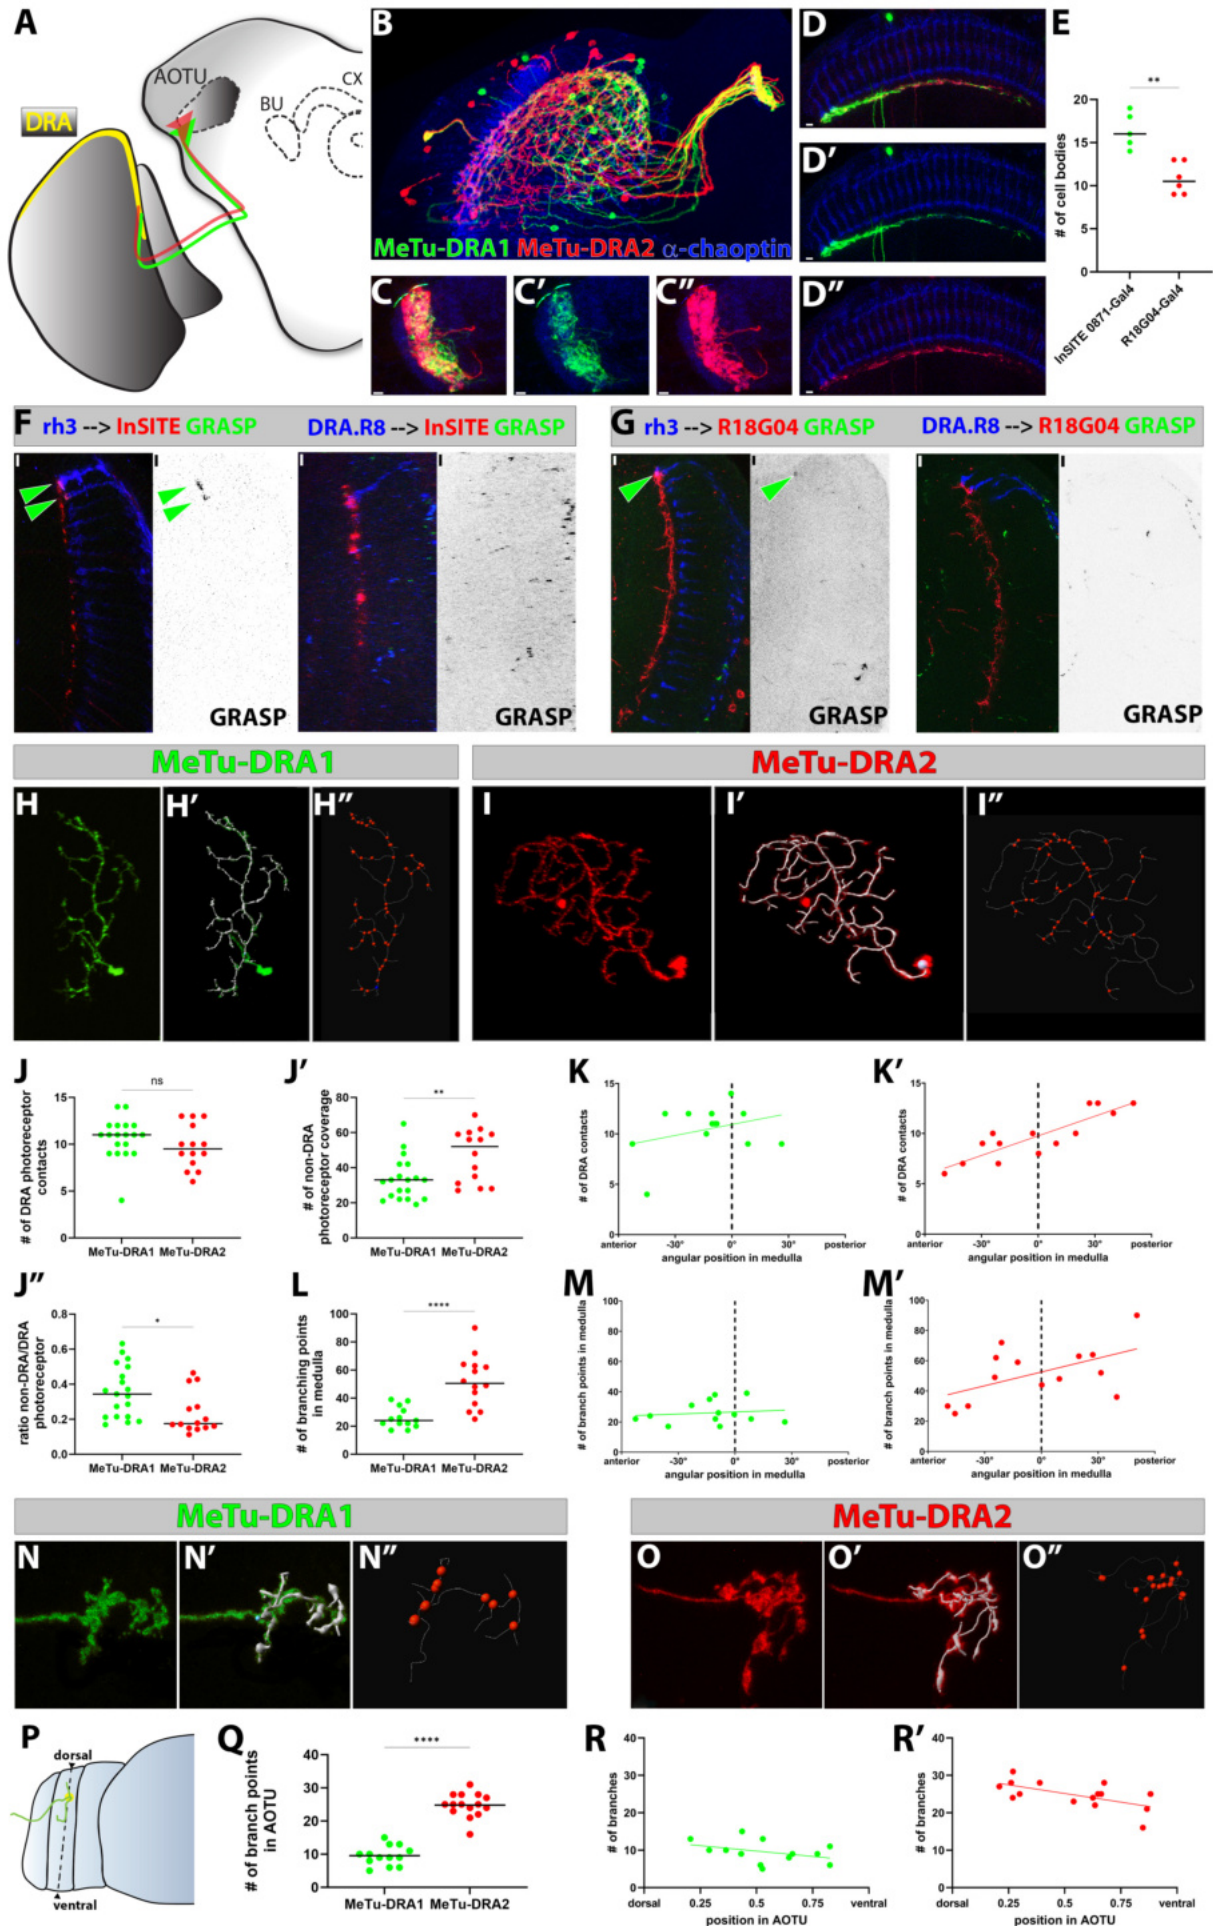 A
AOTU
CX
BU
DRA
B
MeTu-DRA1 MeTu-DRA2 α-chaoptin
C
C′
C″
D
D′
D″
E
**
# of cell bodies
20
15
10
5
0
InSITE 0871-Gal4
R18G04-Gal4
F
rh3 --> InSITE GRASP
DRA.R8 --> InSITE GRASP
GRASP
GRASP
G
rh3 --> R18G04 GRASP
DRA.R8 --> R18G04 GRASP
GRASP
GRASP
MeTu-DRA1
MeTu-DRA2
H
H′
H″
I
I′
I″
J
ns
# of DRA photoreceptor contacts
15
10
5
0
MeTu-DRA1 MeTu-DRA2
J′
**
# of non-DRA photoreceptor coverage
80
60
40
20
0
MeTu-DRA1 MeTu-DRA2
K
# of DRA contacts
15
10
5
0
anterior -30° 0° 30° posterior
angular position in medulla
K′
# of DRA contacts
15
10
5
0
anterior -30° 0° 30° posterior
angular position in medulla
J″
*
ratio non-DRA/DRA photoreceptor
0.8
0.6
0.4
0.2
0.0
MeTu-DRA1 MeTu-DRA2
L
****
# of branching points in medulla
100
80
60
40
20
0
MeTu-DRA1 MeTu-DRA2
M
# of branch points in medulla
100
80
60
40
20
0
anterior -30° 0° 30° posterior
angular position in medulla
M′
# of branch points in medulla
100
80
60
40
20
0
anterior -30° 0° 30° posterior
angular position in medulla
MeTu-DRA1
MeTu-DRA2
N
N′
N″
O
O′
O″
P
dorsal
ventral
Q
****
# of branch points in AOTU
40
30
20
10
0
MeTu-DRA1 MeTu-DRA2
R
# of branches
40
30
20
10
0
dorsal 0.25 0.5 0.75 ventral
position in AOTU
R′
# of branches
40
30
20
10
0
dorsal 0.25 0.5 0.75 ventral
position in AOTU